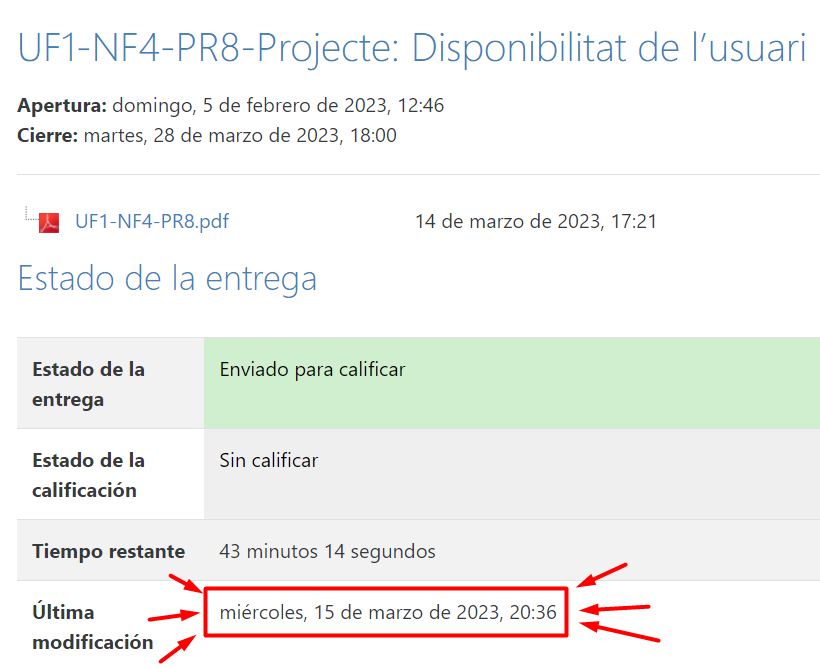 UF1-NF4-PR8-Projecte: Disponibilitat de l'usuari
Apertura: domingo, 5 de febrero de 2023, 12:46
Cierre: martes, 28 de marzo de 2023, 18:00
UF1-NF4-PR8.pdf 14 de marzo de 2023, 17:21
Estado de la entrega
Estado de la
entrega
Enviado para calificar
Estado de la
calificación
Sin calificar
Tiempo restante 43 minutos 14 segundos
Última
modificación
miércoles, 15 de marzo de 2023, 20:36